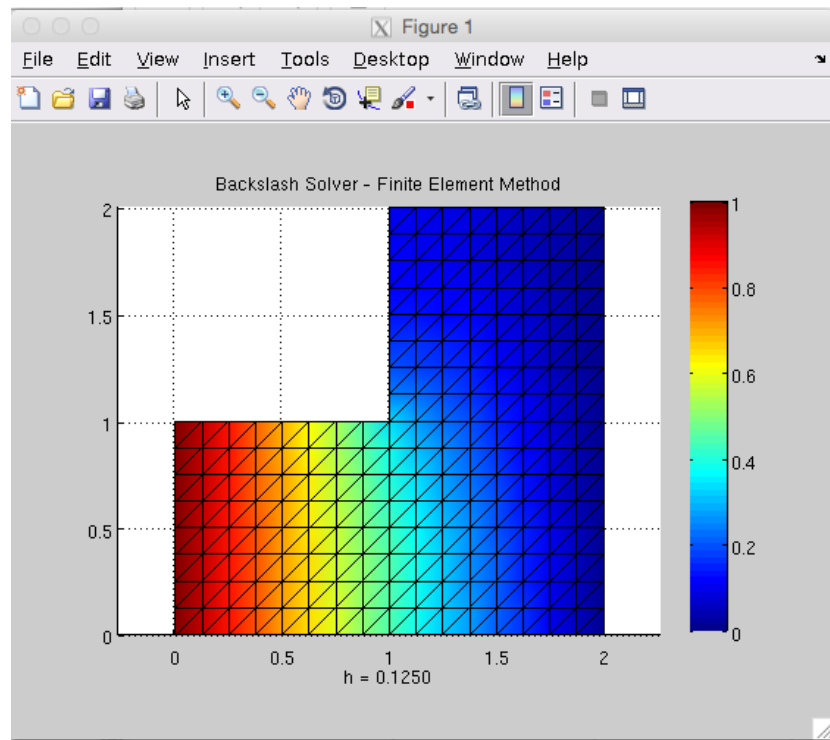 Figure 1
File Edit View Insert Tools Desktop Window Help
Backslash Solver - Finite Element Method
2
1.5
1
0.5
0
0 0.5 1 1.5 2
h = 0.1250
1
0.8
0.6
0.4
0.2
0